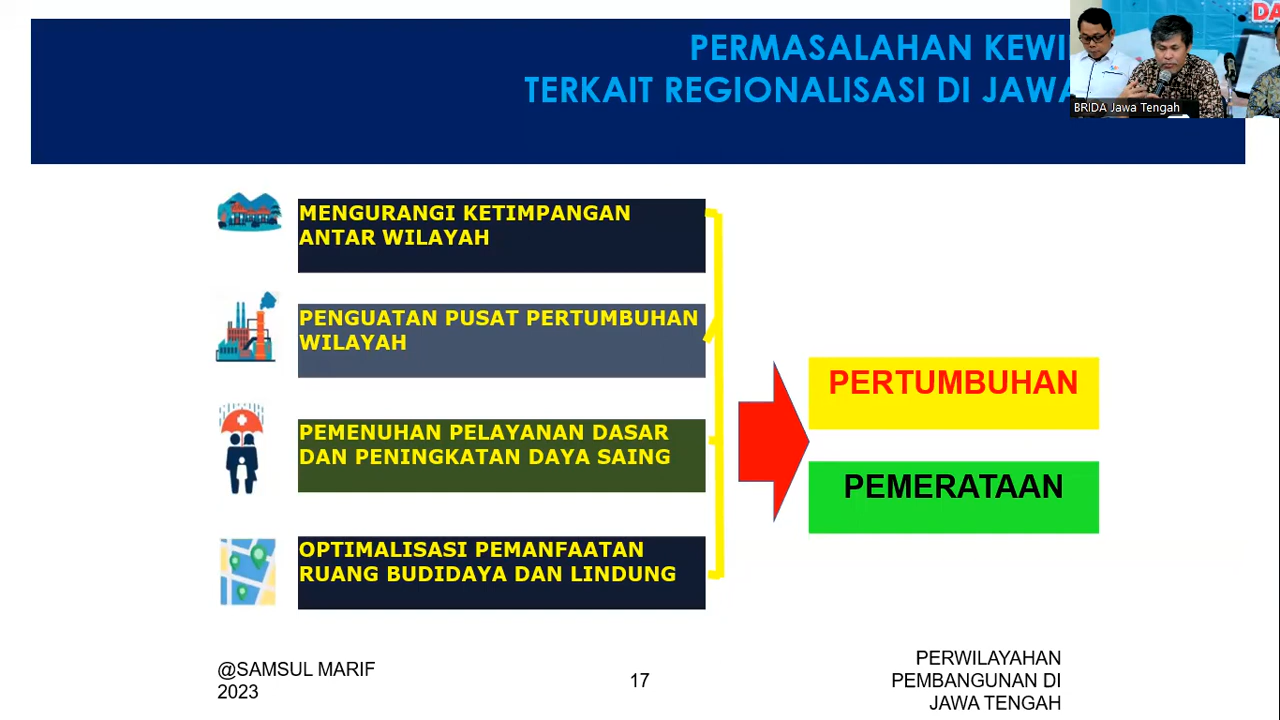 PERMASALAHAN
TERKAIT REGIONALISASI DI
DA
BRIDA Jawa Tengah
MENGURANGI KETIMPANGAN
ANTAR WILAYAH
PENGUATAN PUSAT PERTUMBUHAN
WILAYAH
PEMENUHAN PELAYANAN DASAR
DAN PENINGKATAN DAYA SAING
OPTIMALISASI PEMANFAATAN
RUANG BUDIDAYA DAN LINDUNG
PERTUMBUHAN
PEMERATAAN
@SAMSUL MARIF
2023
17
PERWILAYAHAN
PEMBANGUNAN DI
JAWA TENGAH